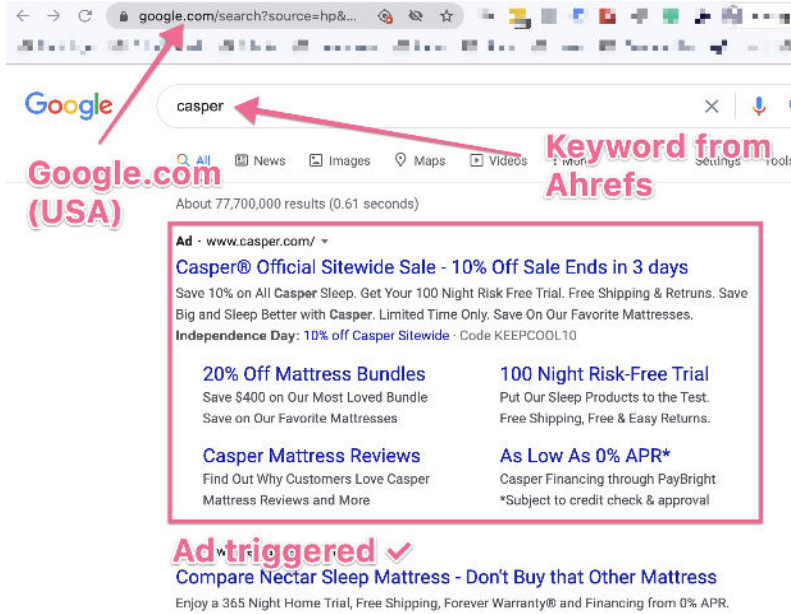 google.com/search?source=hp&...
Google
casper
Google.com
(USA)
Keyword from
Ahrefs
All
News
Images
Maps
Videos
Settings
Tools
About 77,700,000 results (0.61 seconds)
Ad · www.casper.com/
Casper® Official Sitewide Sale - 10% Off Sale Ends in 3 days
Save 10% on All Casper Sleep. Get Your 100 Night Risk Free Trial. Free Shipping & Retruns. Save
Big and Sleep Better with Casper. Limited Time Only. Save On Our Favorite Mattresses.
Independence Day: 10% off Casper Sitewide · Code KEEPCOOL10
20% Off Mattress Bundles
Save $400 on Our Most Loved Bundle
Save on Our Favorite Mattresses
100 Night Risk-Free Trial
Put Our Sleep Products to the Test.
Free Shipping, Free & Easy Returns.
Casper Mattress Reviews
Find Out Why Customers Love Casper
Mattress Reviews and More
As Low As 0% APR*
Casper Financing through PayBright
*Subject to credit check & approval
Ad triggered ✓
Compare Nectar Sleep Mattress - Don't Buy that Other Mattress
Enjoy a 365 Night Home Trial, Free Shipping, Forever Warranty® and Financing from 0% APR.